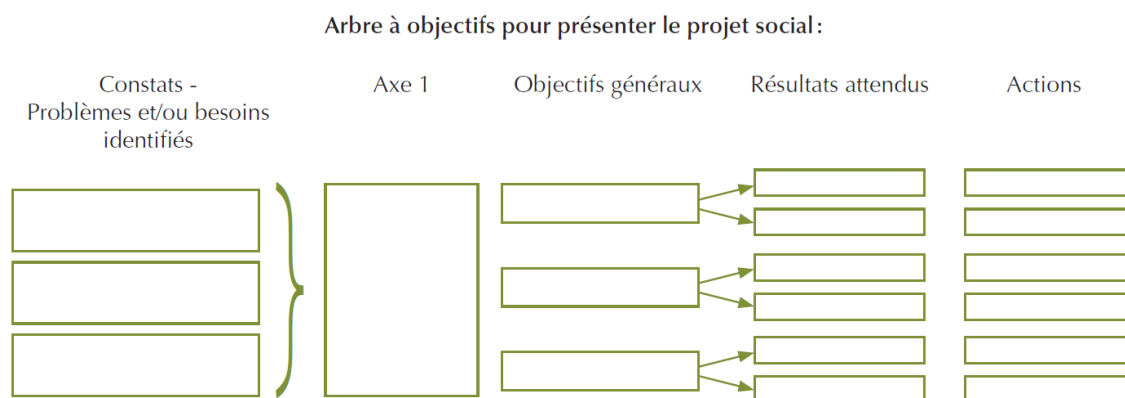 Arbre à objectifs pour présenter le projet social :
Constats -
Problèmes et/ou besoins
identifiés
Axe 1
Objectifs généraux
Résultats attendus
Actions